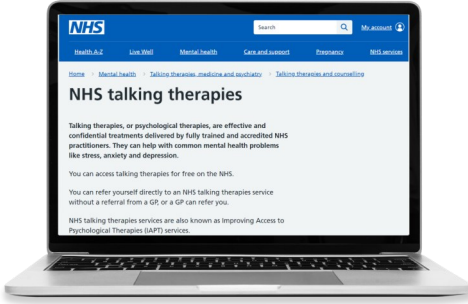 NHS
Search
My account
Health A-Z Live Well Mental health Care and support Pregnancy NHS services
Home Mental health Talking therapies, medicine and psychiatry Talking therapies and counselling
NHS talking therapies
Talking therapies, or psychological therapies, are effective and
confidential treatments delivered by fully trained and accredited NHS
practitioners. They can help with common mental health problems
like stress, anxiety and depression.
You can access talking therapies for free on the NHS.
You can refer yourself directly to an NHS talking therapies service
without a referral from a GP, or a GP can refer you.
NHS talking therapies services are also known as Improving Access to
Psychological Therapies (IAPT) services.